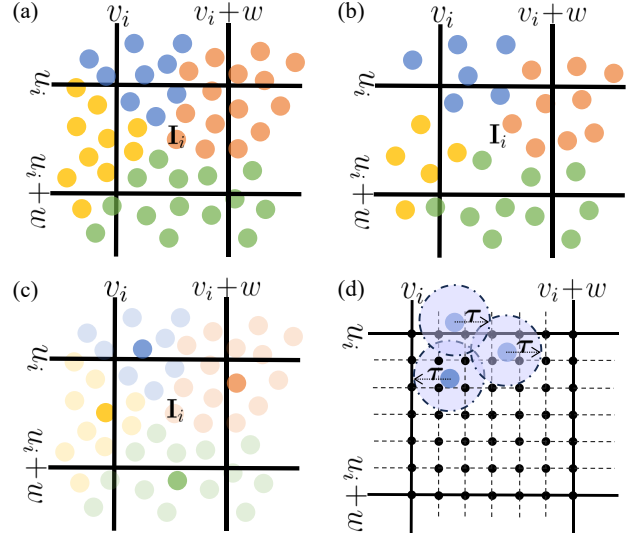 (a)
v_i
v_i + w
u_i
I_i
u_i + w
(b)
v_i
v_i + w
u_i
I_i
u_i + w
(c)
v_i
v_i + w
u_i
I_i
u_i + w
(d)
v_i
v_i + w
u_i
τ
τ
τ
u_i + w